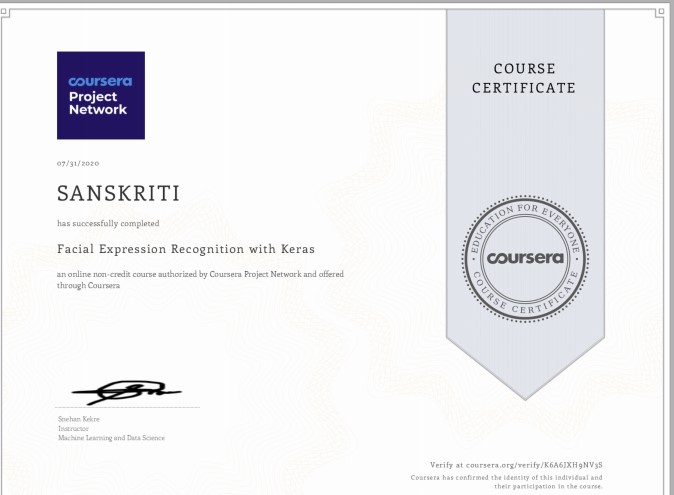 coursera
Project
Network
07/31/2020
SANSKRITI
has successfully completed
Facial Expression Recognition with Keras
an online non-credit course authorized by Coursera Project Network and offered
through Coursera
Snehan Kekre
Instructor
Machine Learning and Data Science
COURSE
CERTIFICATE
EDUCATION FOR EVERYONE
coursera
COURSE CERTIFICATE
Verify at coursera.org/verify/K6A6JXH9NV3S
Coursera has confirmed the identity of this individual and
their participation in the course.